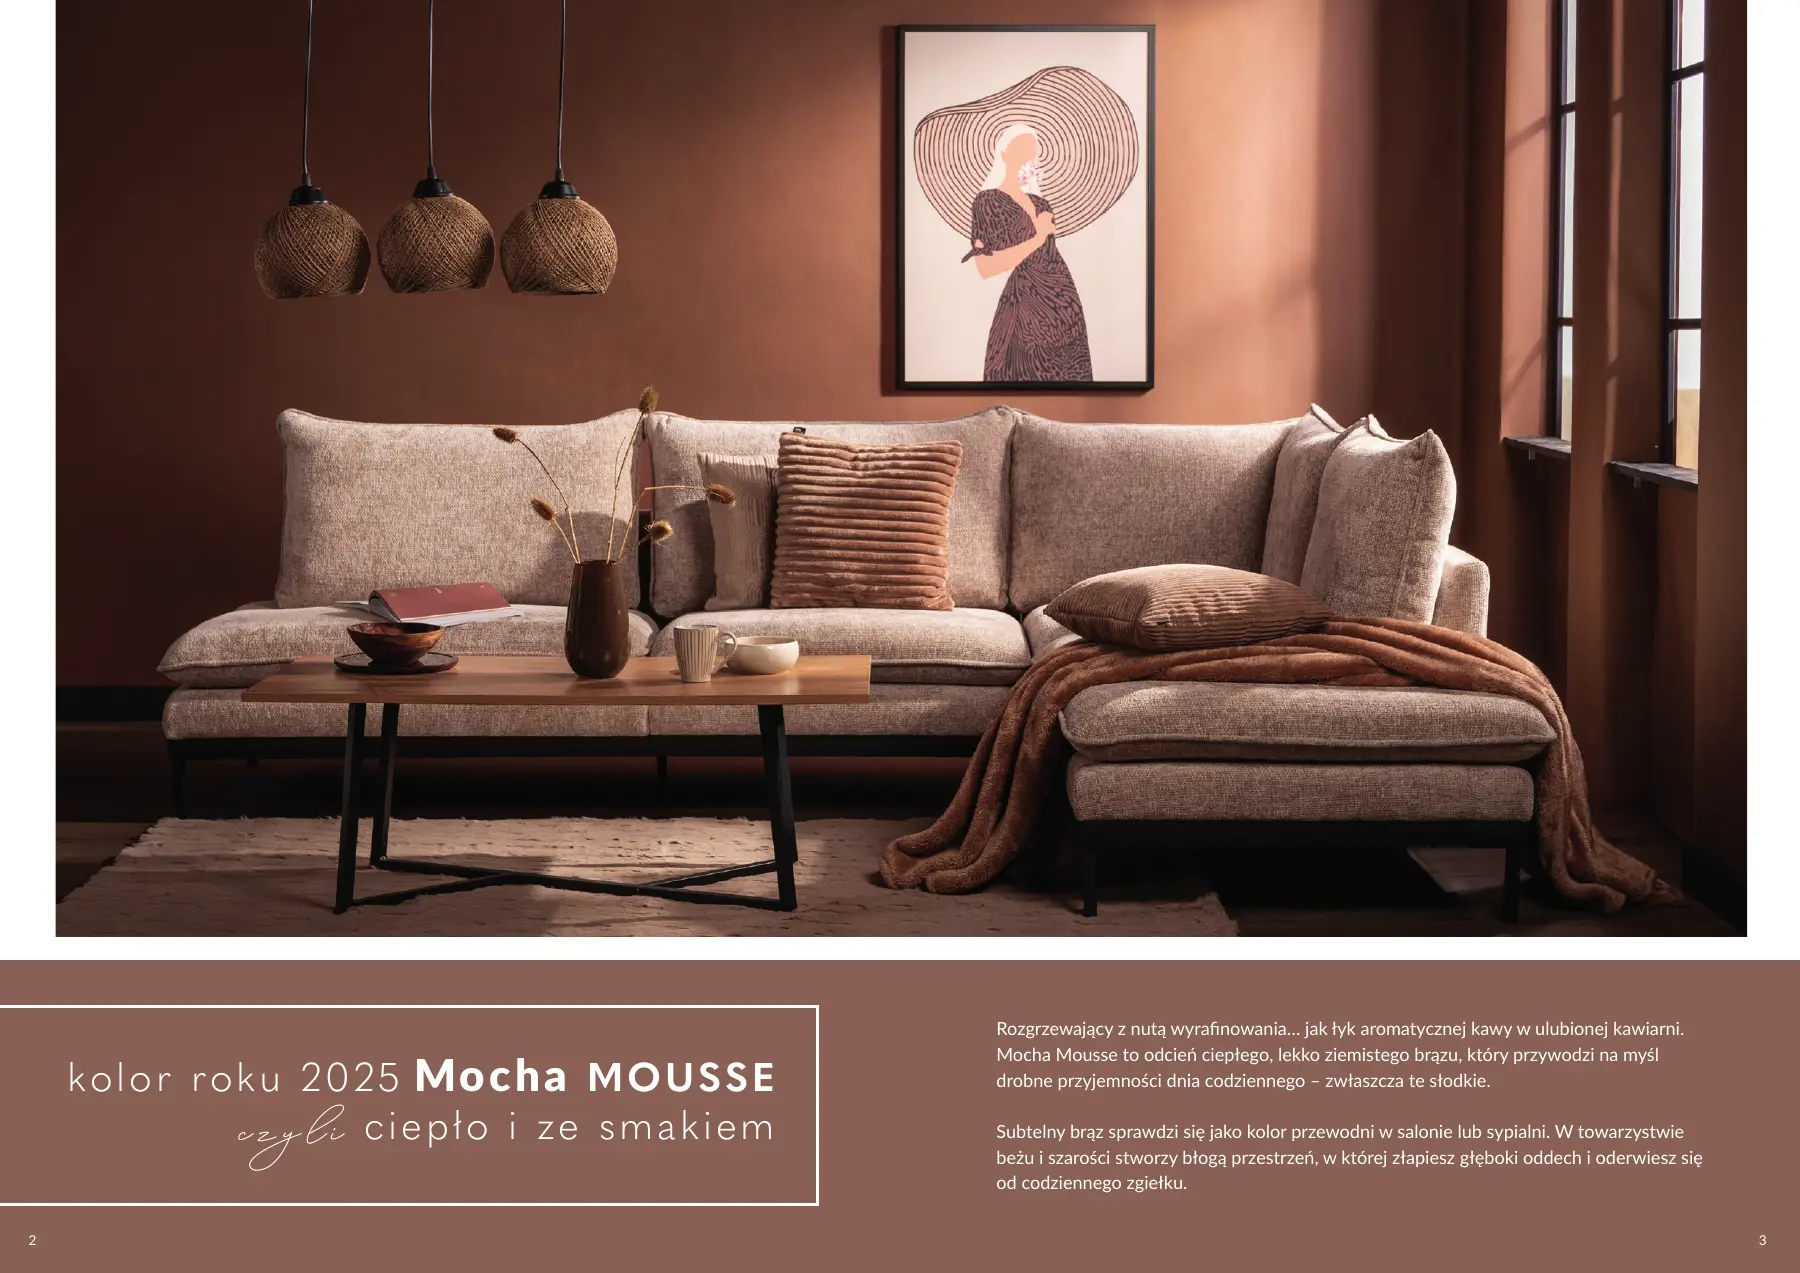 kolor roku 2025 Mocha MOUSSE
czyli ciepło i ze smakiem
Rozgrzewający z nutą wyrafinowania... jak łyk aromatycznej kawy w ulubionej kawiarni.
Mocha Mousse to odcień ciepłego, lekko ziemistego brązu, który przywodzi na myśl
drobne przyjemności dnia codziennego – zwłaszcza te słodkie.
Subtelny brąz sprawdzi się jako kolor przewodni w salonie lub sypialni. W towarzystwie
beżu i szarości stworzy błogą przestrzeń, w której złapiesz głęboki oddech i oderwiesz się
od codziennego zgiełku.
2
3